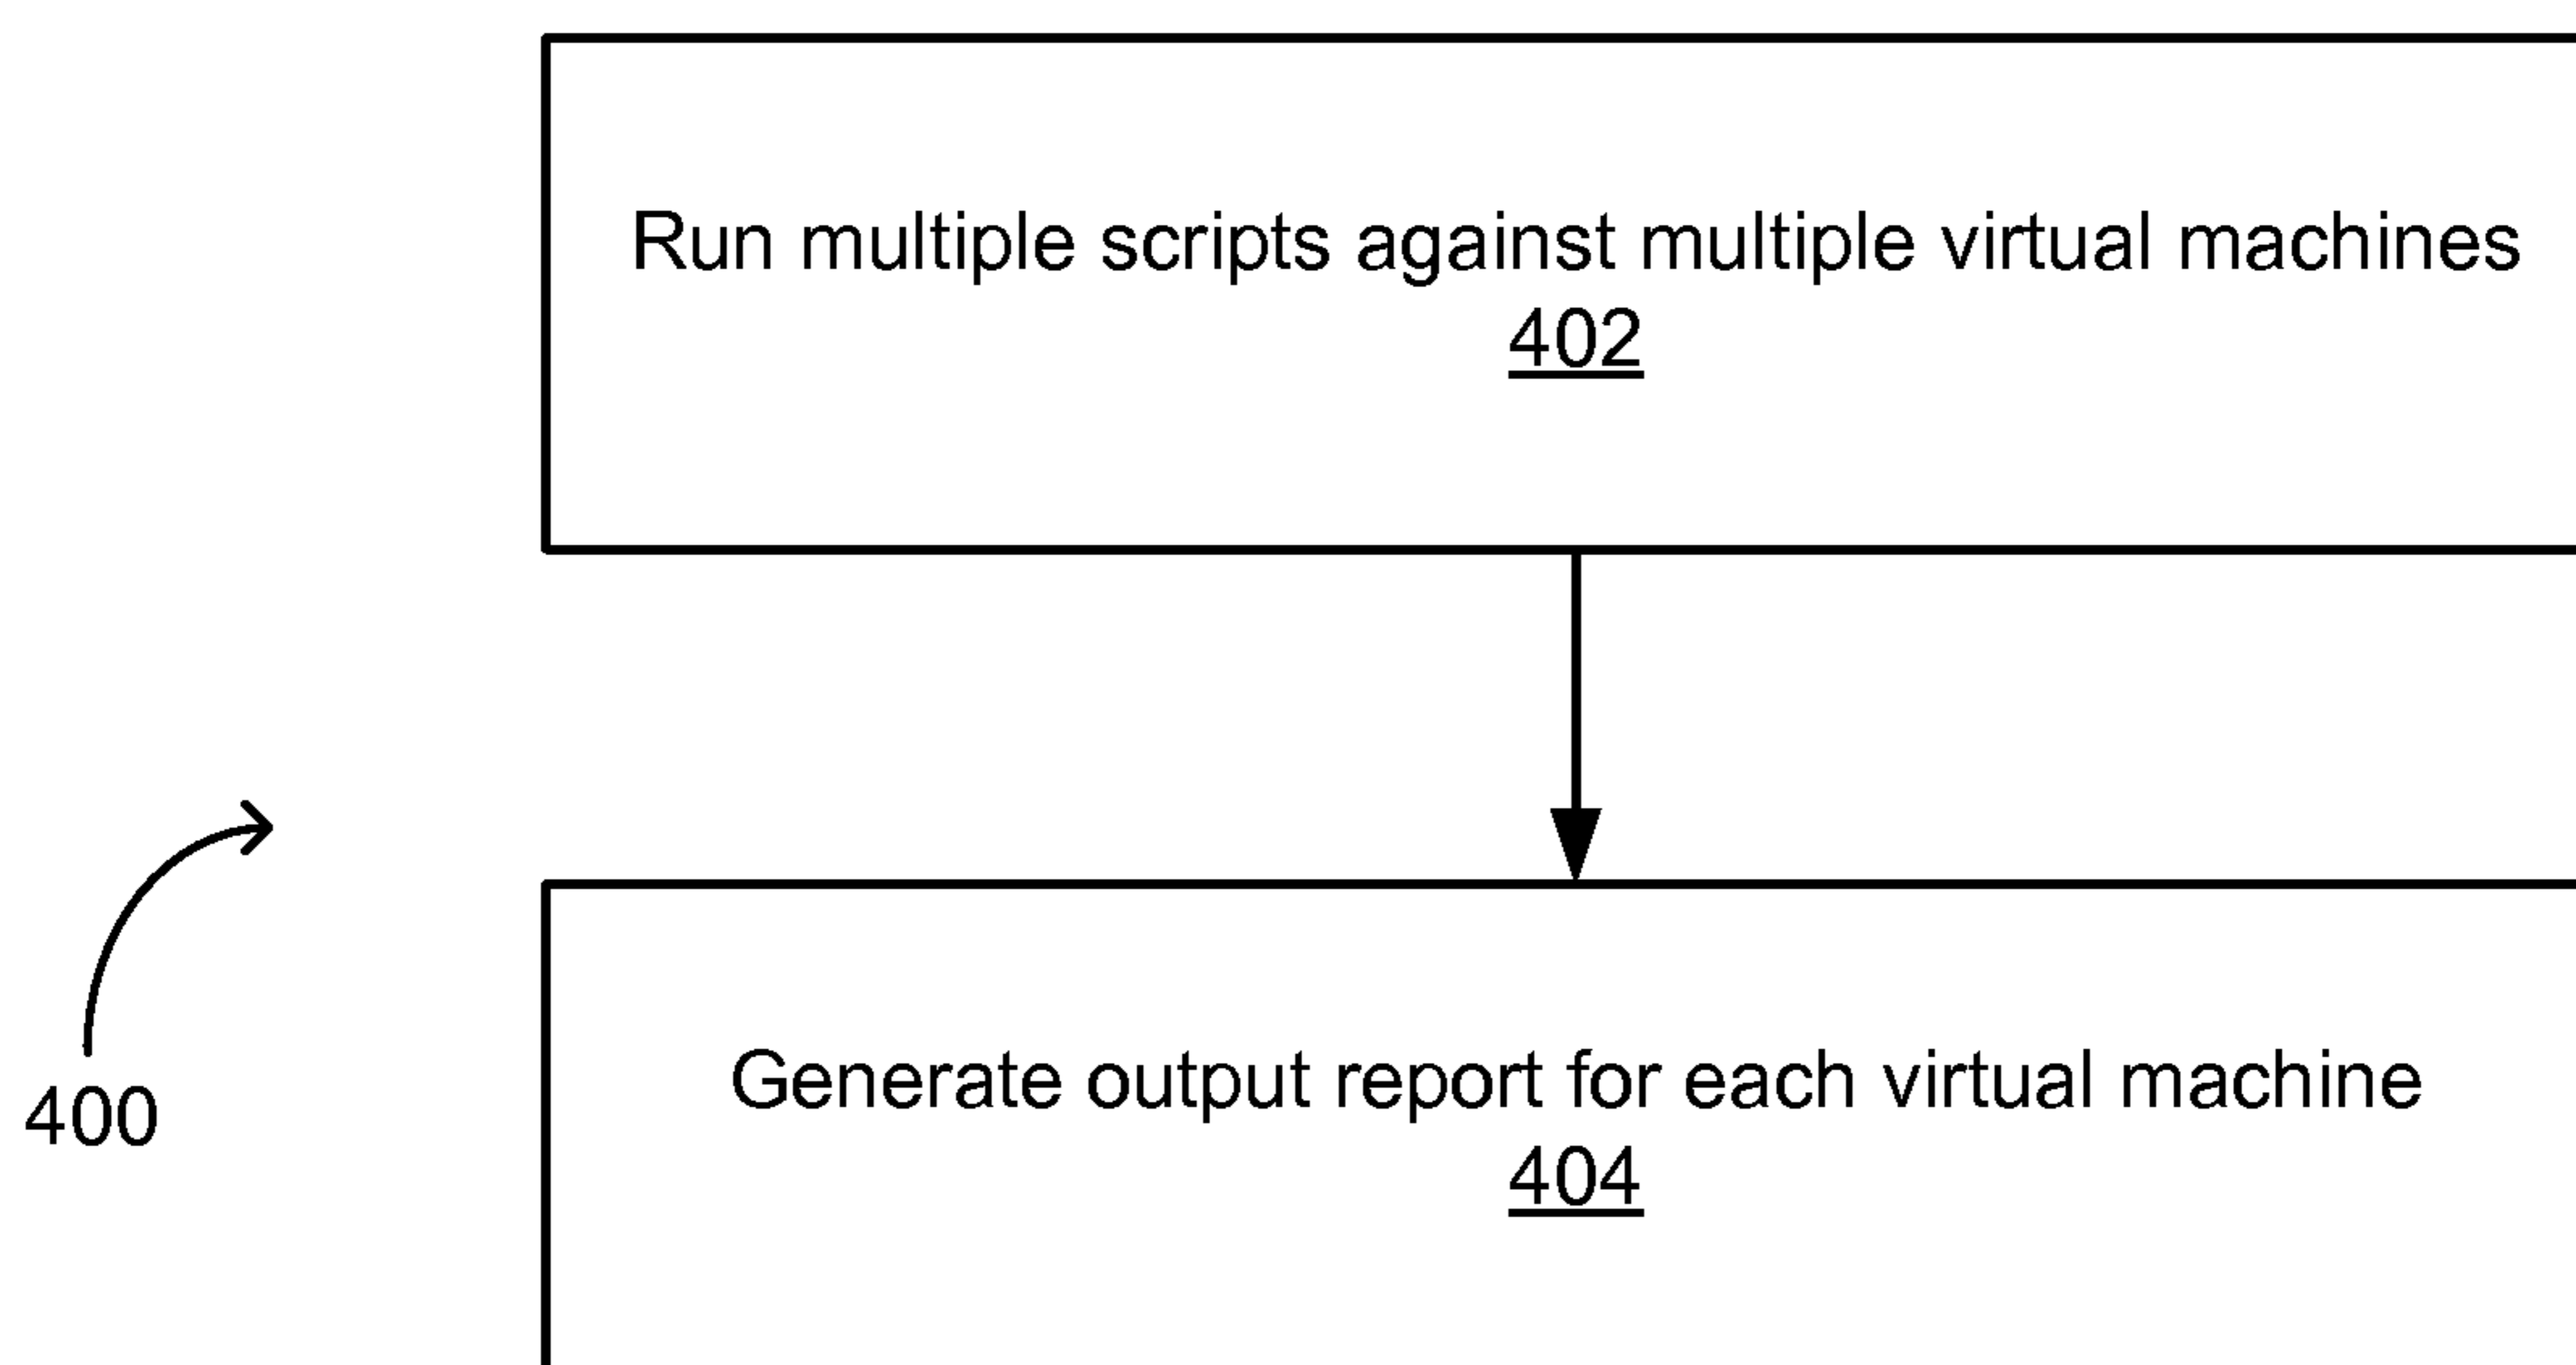 Run multiple scripts against multiple virtual machines
402
Generate output report for each virtual machine
404
400